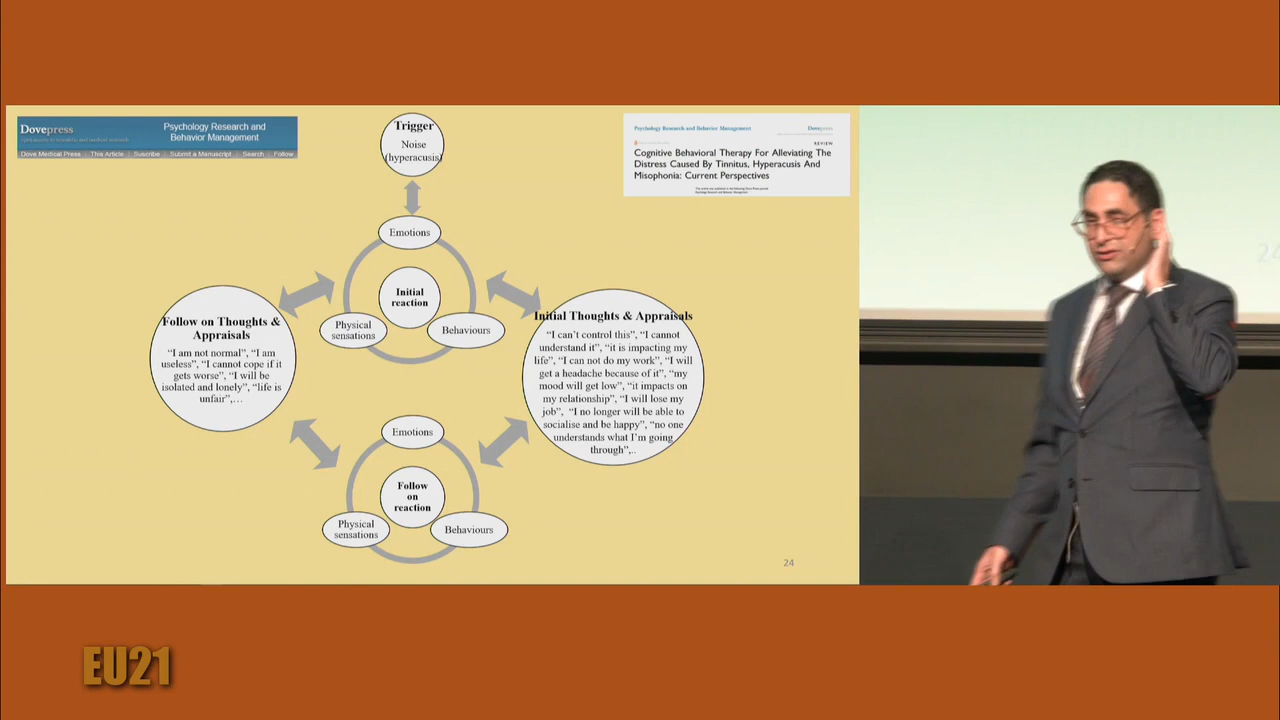 Dovepress
Psychology Research and
Behavior Management
Dove Medical Press | This Article | Suscribe | Submit a Manuscript | Search | Follow
Trigger
Noise
(hyperacusis)
Psychology Research and Behavior Management
Dovepress
REVIEW
Cognitive Behavioral Therapy For Alleviating The
Distress Caused By Tinnitus, Hyperacusis And
Misophonia: Current Perspectives
Emotions
Initial
reaction
Physical
sensations
Behaviours
Follow on Thoughts &
Appraisals
“I am not normal”, “I am
useless”, “I cannot cope if it
gets worse”, “I will be
isolated and lonely”, “life is
unfair”,…
Initial Thoughts & Appraisals
“I can’t control this”, “I cannot
understand it”, “it is impacting my
life”, “I can not do my work”, “I will
get a headache because of it”, “my
mood will get low”, “it impacts on
my relationship”, “I will lose my
job”, “I no longer will be able to
socialise and be happy”, “no one
understands what I’m going
through”,..
Emotions
Follow
on
reaction
Physical
sensations
Behaviours
24
24
EU21